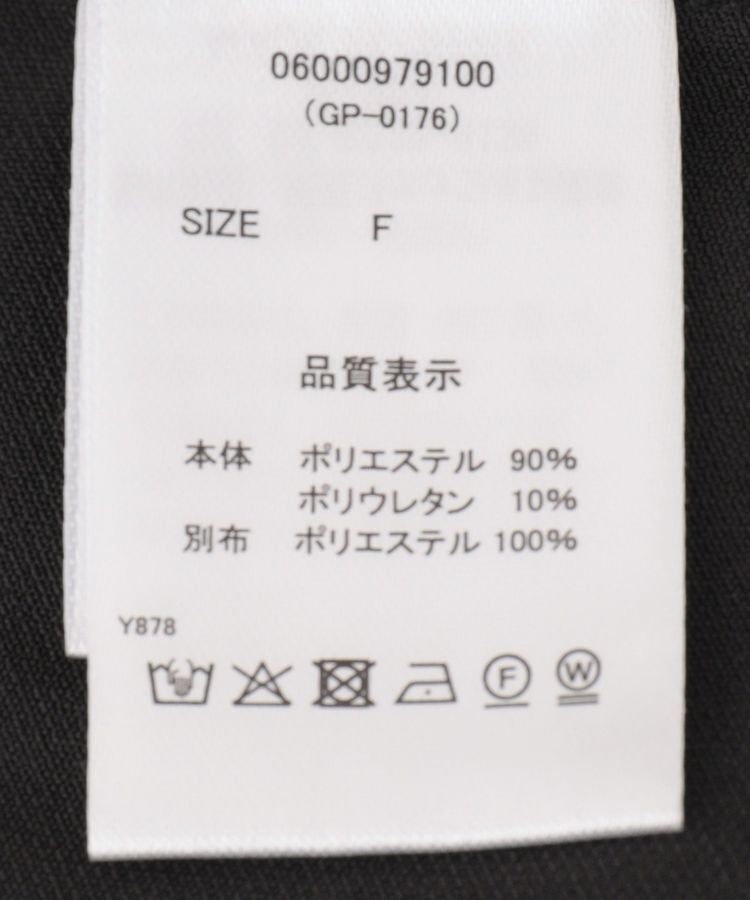 06000979100
(GP-0176)
SIZE F
品質表示
本体 ポリエステル 90%
ポリウレタン 10%
別布 ポリエステル 100%
Y878
F W